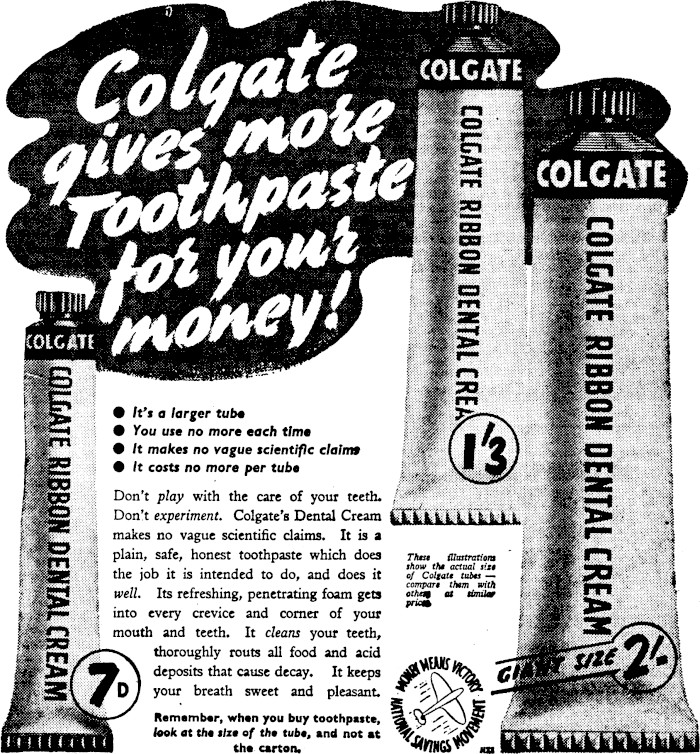 Colgate
gives more
Toothpaste
for your
money!
COLGATE
COLGATE RIBBON DENTAL CREA
1'3
COLGATE
COLGATE RIBBON DENTAL CREAM
GIANT SIZE 2'-
COLGATE
COLGATE RIBBON DENTAL CREAM
7D
● It's a larger tube
● You use no more each time
● It makes no vague scientific claims
● It costs no more per tube
Don't play with the care of your teeth.
Don't experiment. Colgate's Dental Cream
makes no vague scientific claims. It is a
plain, safe, honest toothpaste which does
the job it is intended to do, and does it
well. Its refreshing, penetrating foam gets
into every crevice and corner of your
mouth and teeth. It cleans your teeth,
thoroughly routs all food and acid
deposits that cause decay. It keeps
your breath sweet and pleasant.
Remember, when you buy toothpaste,
look at the size of the tube, and not at
the carton.
These illustrations
show the actual size
of Colgate tubes —
compare them with
others at similar
prices.
MONEY MEANS VICTORY
NATIONAL SAVINGS MOVEMENT